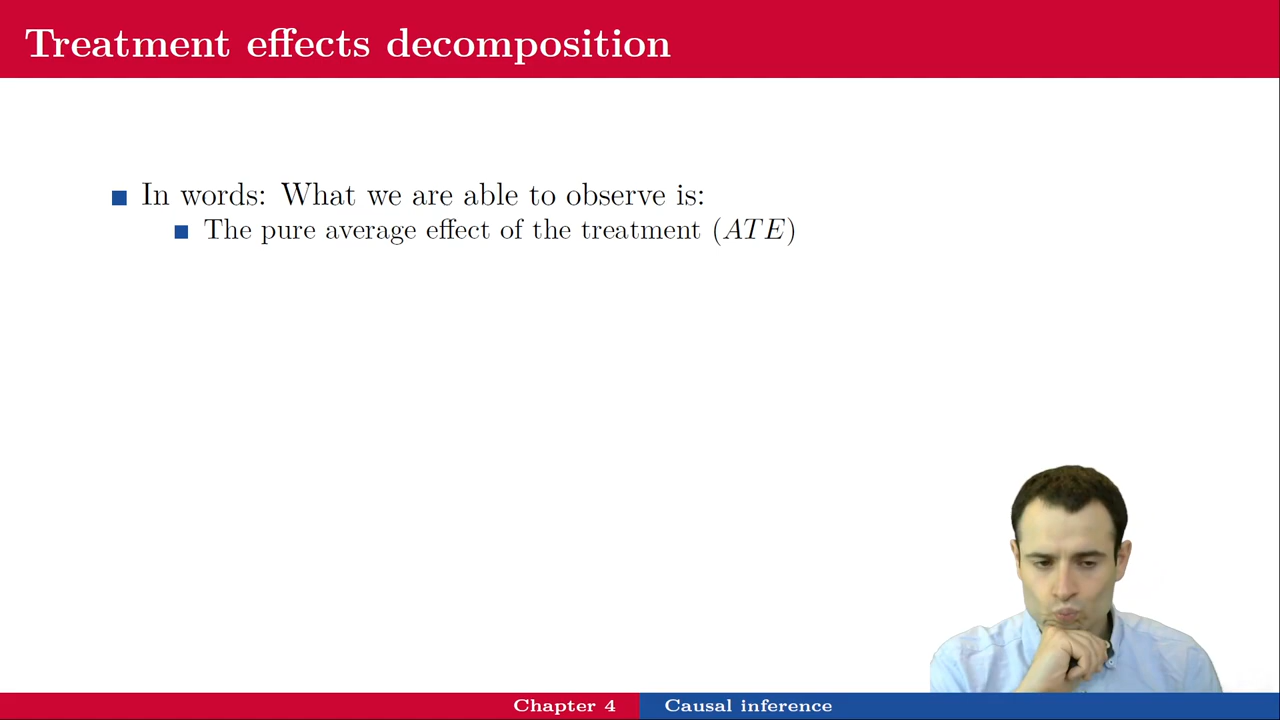 Treatment effects decomposition
In words: What we are able to observe is:
The pure average effect of the treatment (ATE)
Chapter 4
Causal inference